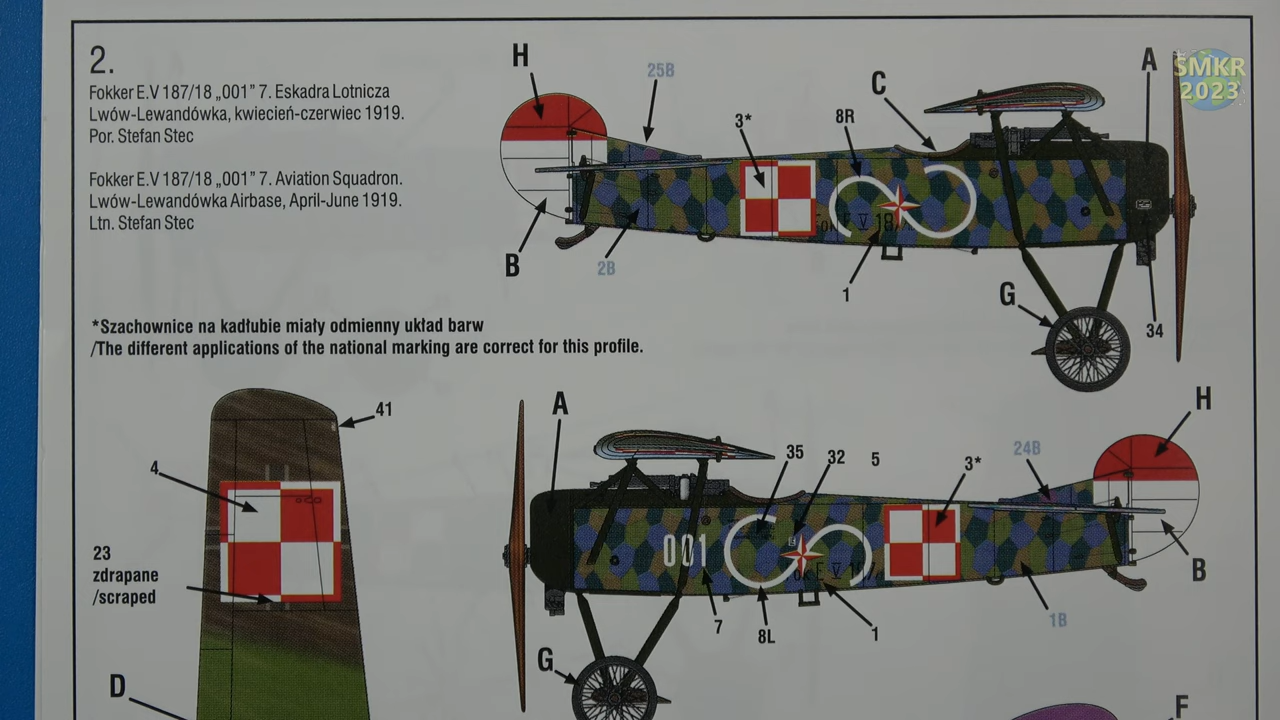 2.
Fokker E.V 187/18 „001” 7. Eskadra Lotnicza
Lwów-Lewandówka, kwiecień-czerwiec 1919.
Por. Stefan Stec
Fokker E.V 187/18 „001” 7. Aviation Squadron.
Lwów-Lewandówka Airbase, April-June 1919.
Ltn. Stefan Stec
H
25B
3*
8R
C
A
ŚMKR
2023
B
2B
1
G
34
*Szachownice na kadłubie miały odmienny układ barw
/The different applications of the national marking are correct for this profile.
41
4
23
zdrapane
/scraped
D
A
35
32
5
3*
24B
H
001
7
8L
1
1B
B
G
F